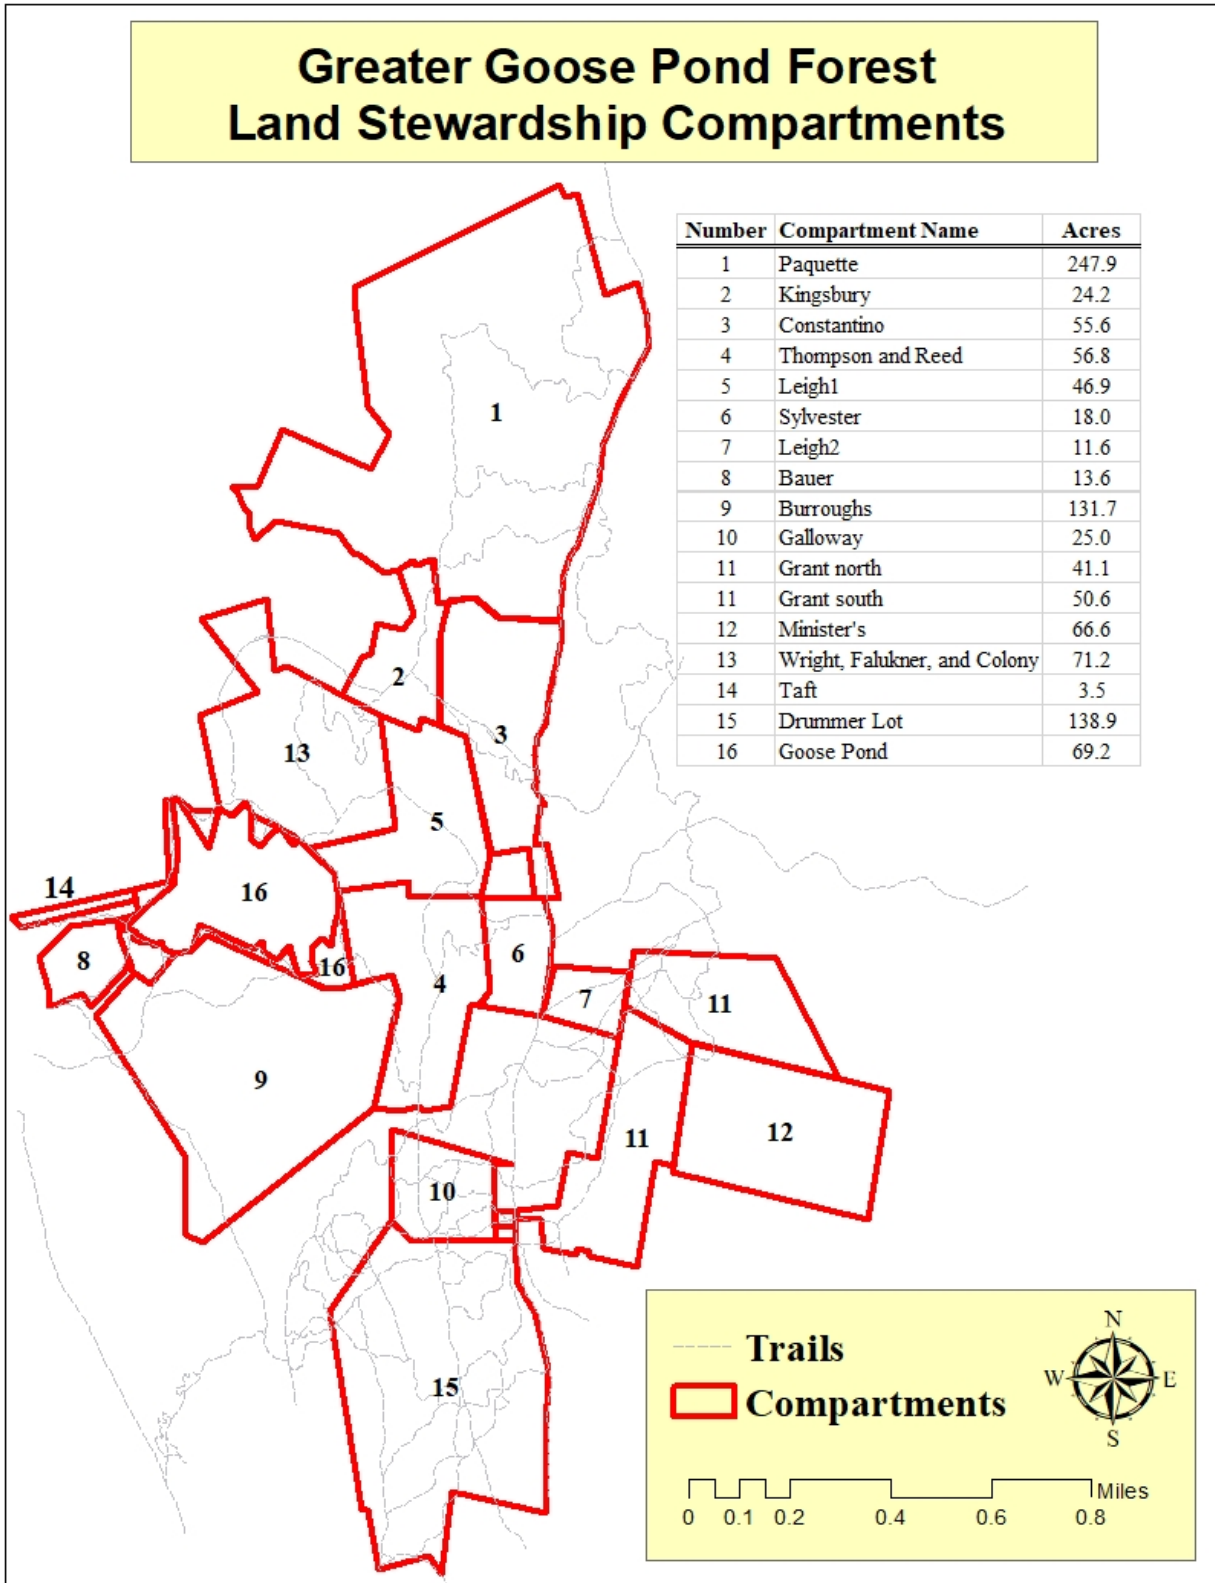 Greater Goose Pond Forest
Land Stewardship Compartments
Number Compartment Name Acres
1 Paquette 247.9
2 Kingsbury 24.2
3 Constantino 55.6
4 Thompson and Reed 56.8
5 Leigh1 46.9
6 Sylvester 18.0
7 Leigh2 11.6
8 Bauer 13.6
9 Burroughs 131.7
10 Galloway 25.0
11 Grant north 41.1
11 Grant south 50.6
12 Minister's 66.6
13 Wright, Falukner, and Colony 71.2
14 Taft 3.5
15 Drummer Lot 138.9
16 Goose Pond 69.2
1
2
3
13
5
14
16
6
8
16
4
7
11
9
12
11
10
15
Trails
Compartments
N
W E
S
Miles
0 0.1 0.2 0.4 0.6 0.8